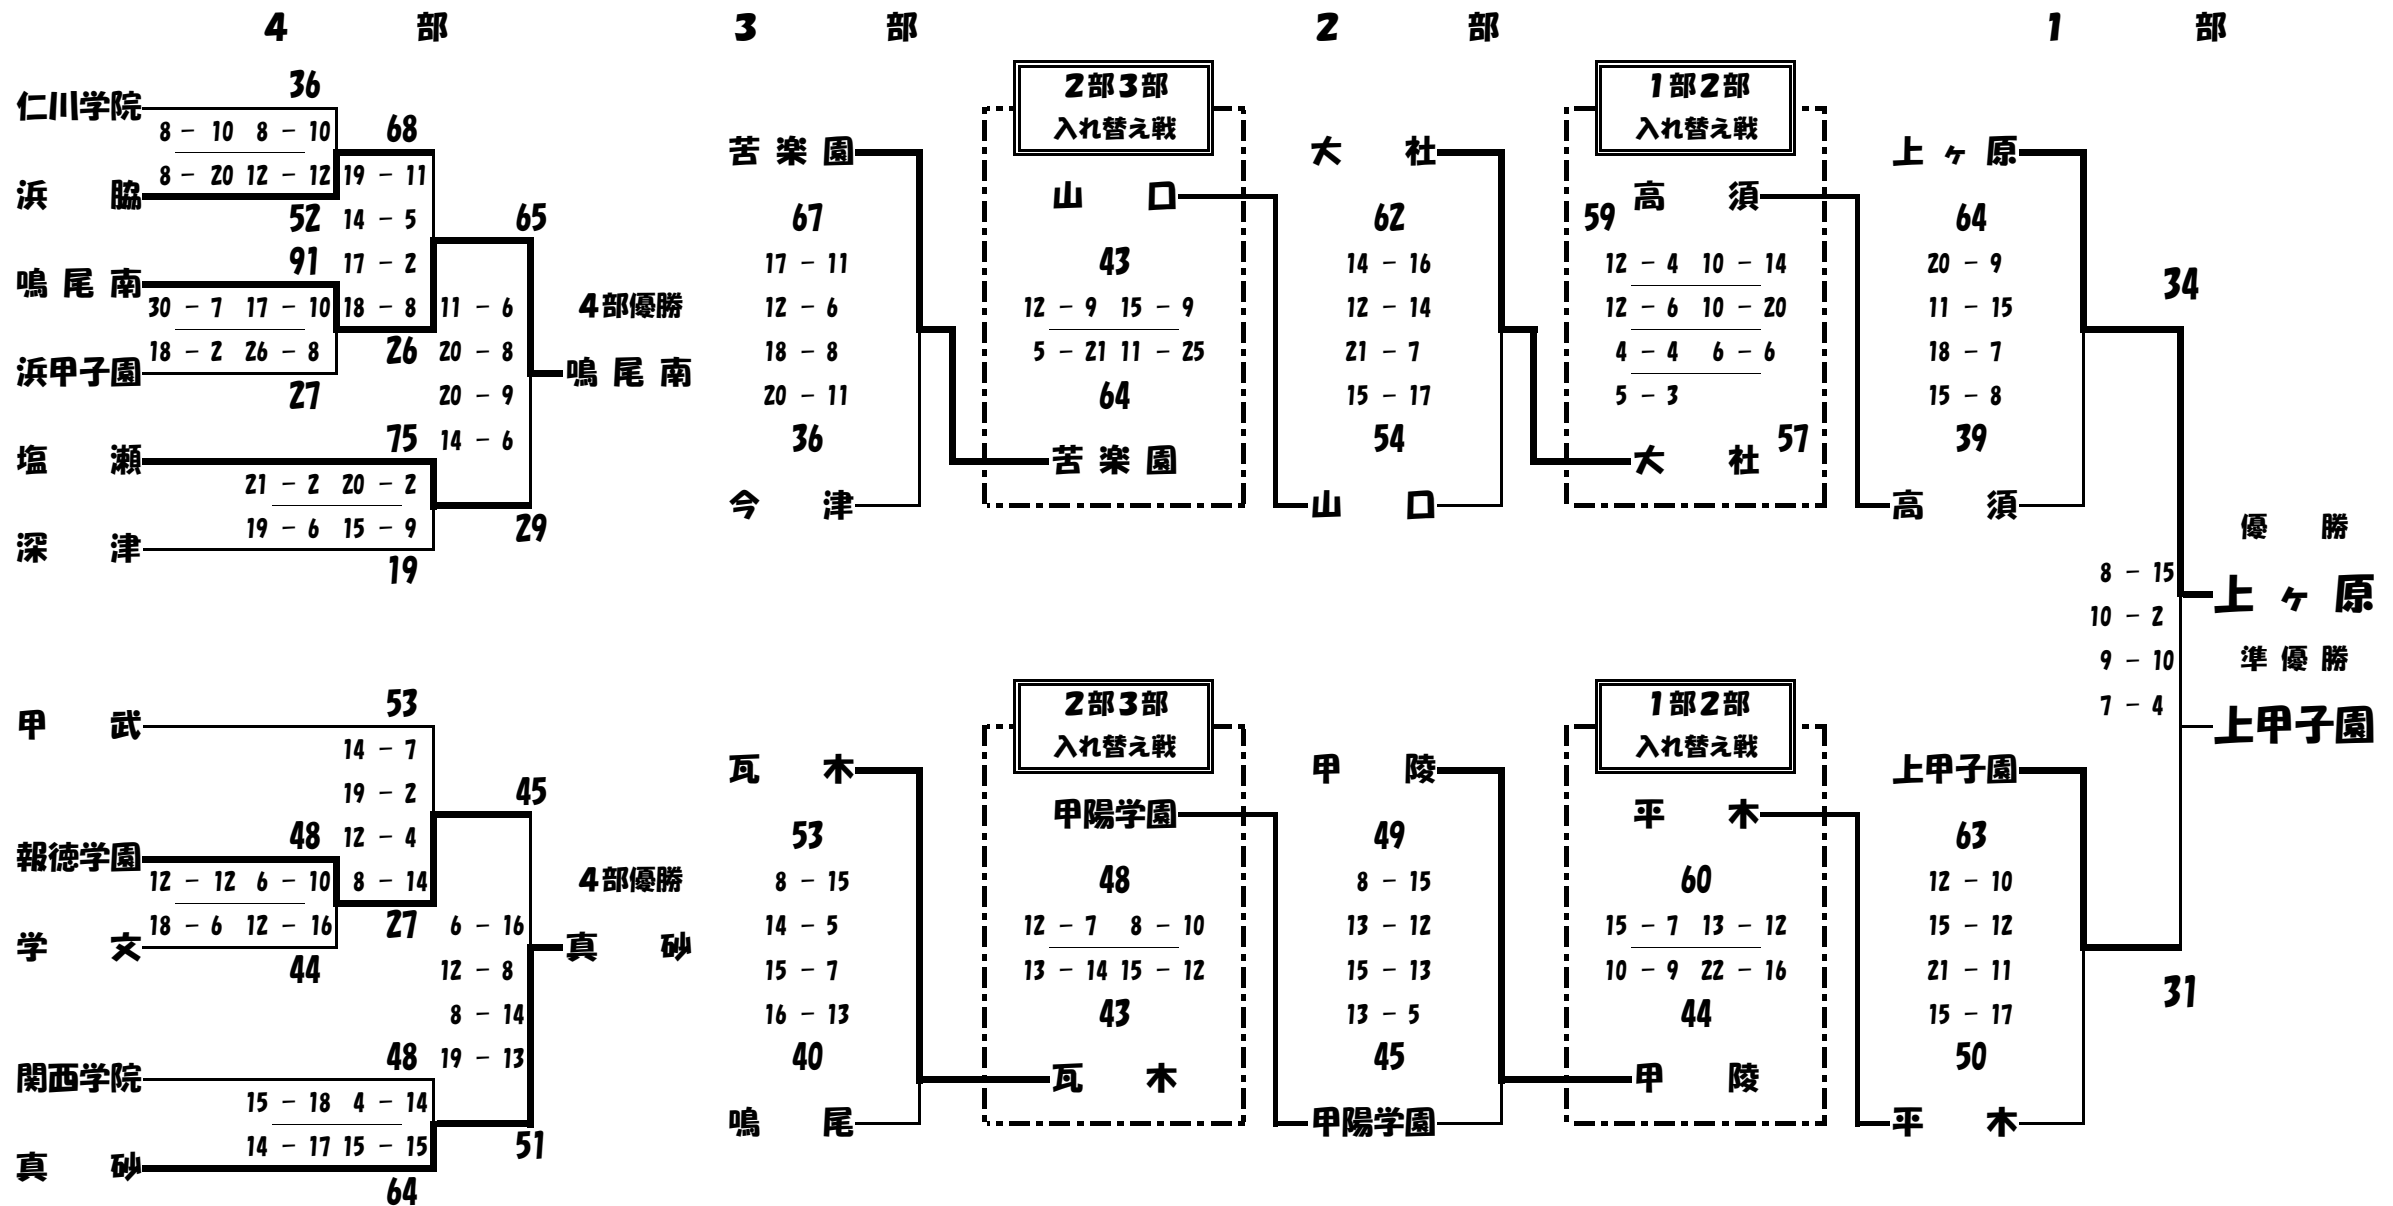 ４ 部
36
仁川学院
8 － 10 8 － 10
68
8 － 20 12 － 12
19 － 11
浜 脇
52
14 － 5
65
91
17 － 2
鳴 尾 南
30 － 7 17 － 10
18 － 8
11 － 6
４部優勝
18 － 2 26 － 8
26
20 － 8
浜甲子園
鳴 尾 南
27
20 － 9
75
14 － 6
塩 瀬
21 － 2 20 － 2
19 － 6 15 － 9
29
深 津
19
53
甲 武
14 － 7
19 － 2
45
48
12 － 4
報徳学園
12 － 12 6 － 10
8 － 14
４部優勝
18 － 6 12 － 16
27
6 － 16
学 文
真 砂
44
12 － 8
8 － 14
48
19 － 13
関西学院
15 － 18 4 － 14
14 － 17 15 － 15
51
真 砂
64
３ 部
苦 楽 園
67
17 － 11
12 － 6
18 － 8
20 － 11
36
今 津
瓦 木
53
8 － 15
14 － 5
15 － 7
16 － 13
40
鳴 尾
２部３部
入れ替え戦
山 口
43
12 － 9 15 － 9
5 － 21 11 － 25
64
苦 楽 園
２部３部
入れ替え戦
甲陽学園
48
12 － 7 8 － 10
13 － 14 15 － 12
43
瓦 木
２ 部
大 社
62
14 － 16
12 － 14
21 － 7
15 － 17
54
山 口
甲 陵
49
8 － 15
13 － 12
15 － 13
13 － 5
45
甲陽学園
１部２部
入れ替え戦
高 須
59
12 － 4 10 － 14
12 － 6 10 － 20
4 － 4 6 － 6
5 － 3
57
大 社
１部２部
入れ替え戦
平 木
60
15 － 7 13 － 12
10 － 9 22 － 16
44
甲 陵
１ 部
上 ヶ 原
64
20 － 9
11 － 15
18 － 7
15 － 8
39
高 須
上甲子園
63
12 － 10
15 － 12
21 － 11
15 － 17
50
平 木
34
優 勝
8 － 15
上 ヶ 原
10 － 2
9 － 10
準 優 勝
7 － 4
上甲子園
31